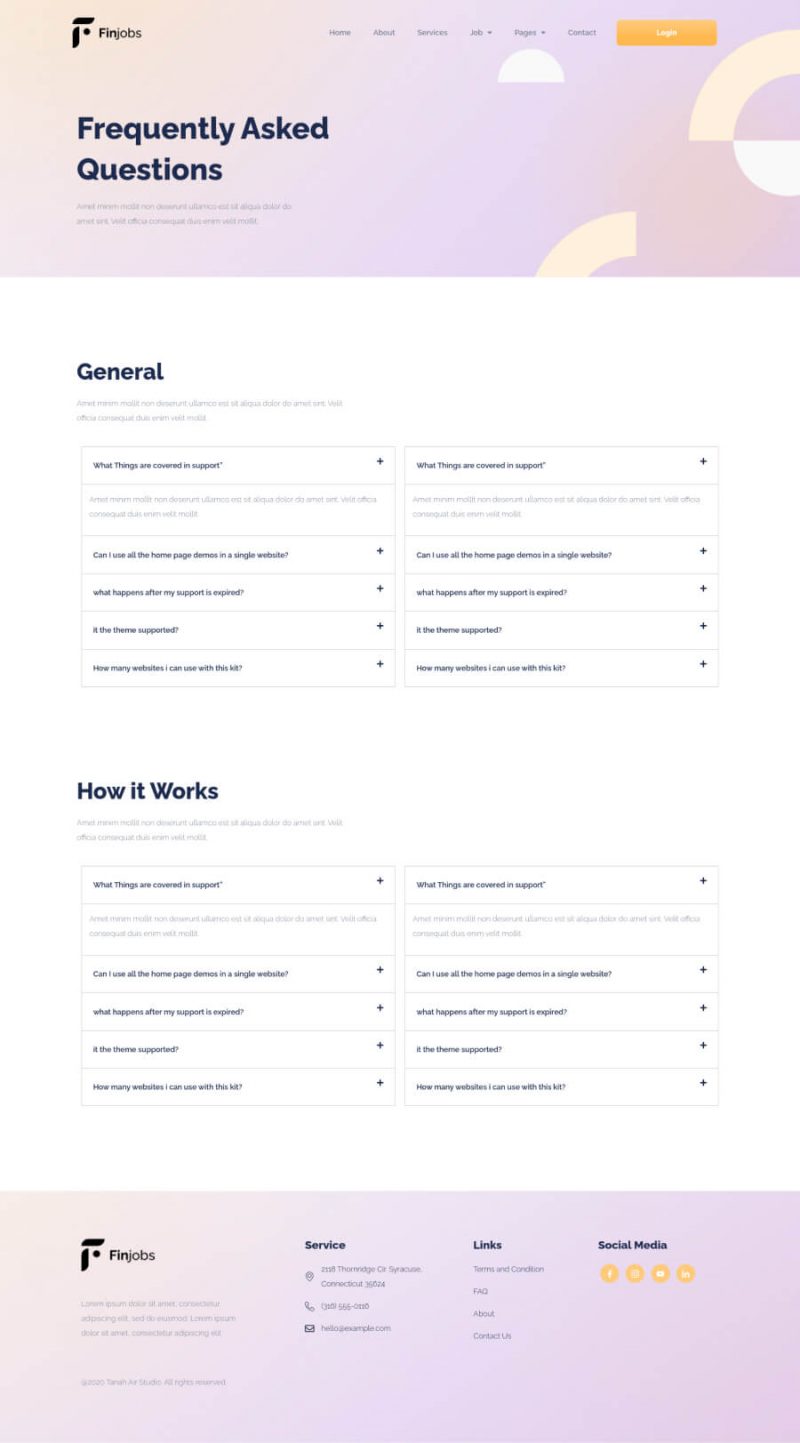 Finjobs
Home About Services Job Pages Contact Login
Frequently Asked
Questions
Amet minim mollit non deserunt ullamco est sit aliqua dolor do
amet sint. Velit officia consequat duis enim velit mollit.
General
Amet minim mollit non deserunt ullamco est sit aliqua dolor do amet sint. Velit
officia consequat duis enim velit mollit.
What Things are covered in support"
Amet minim mollit non deserunt ullamco est sit aliqua dolor do amet sint. Velit officia
consequat duis enim velit mollit.
Can I use all the home page demos in a single website?
what happens after my support is expired?
it the theme supported?
How many websites i can use with this kit?
What Things are covered in support"
Amet minim mollit non deserunt ullamco est sit aliqua dolor do amet sint. Velit officia
consequat duis enim velit mollit.
Can I use all the home page demos in a single website?
what happens after my support is expired?
it the theme supported?
How many websites i can use with this kit?
How it Works
Amet minim mollit non deserunt ullamco est sit aliqua dolor do amet sint. Velit
officia consequat duis enim velit mollit.
What Things are covered in support"
Amet minim mollit non deserunt ullamco est sit aliqua dolor do amet sint. Velit officia
consequat duis enim velit mollit.
Can I use all the home page demos in a single website?
what happens after my support is expired?
it the theme supported?
How many websites i can use with this kit?
What Things are covered in support"
Amet minim mollit non deserunt ullamco est sit aliqua dolor do amet sint. Velit officia
consequat duis enim velit mollit.
Can I use all the home page demos in a single website?
what happens after my support is expired?
it the theme supported?
How many websites i can use with this kit?
Finjobs
Lorem ipsum dolor sit amet, consectetur
adipiscing elit, sed do eiusmod. Lorem ipsum
dolor sit amet, consectetur adipiscing elit
@2020 Tanah Air Studio. All rights reserved
Service
2118 Thornridge Cir Syracuse,
Connecticut 35624
(316) 555-0116
hello@example.com
Links
Terms and Condition
FAQ
About
Contact Us
Social Media